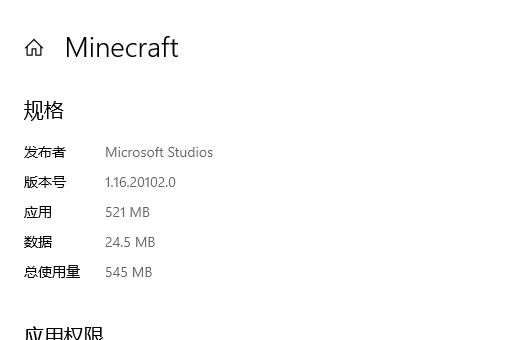 Minecraft
规格
发布者 Microsoft Studios
版本号 1.16.20102.0
应用 521 MB
数据 24.5 MB
总使用量 545 MB
应用权限